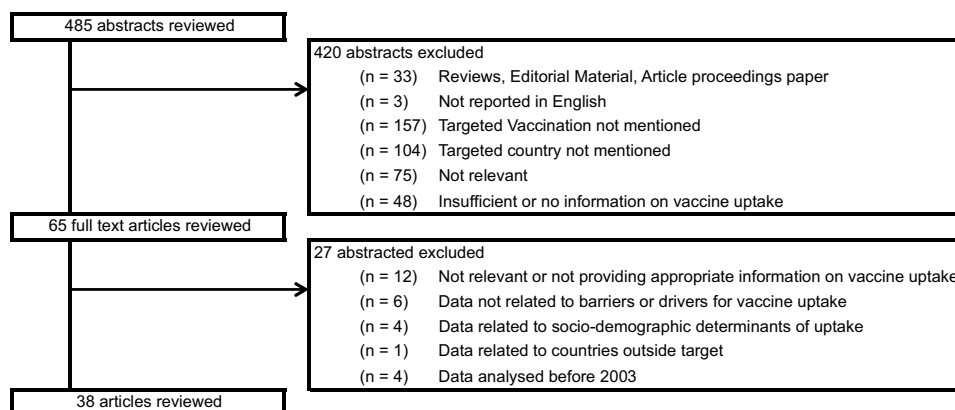 485 abstracts reviewed
420 abstracts excluded
(n = 33) Reviews, Editorial Material, Article proceedings paper
(n = 3) Not reported in English
(n = 157) Targeted Vaccination not mentioned
(n = 104) Targeted country not mentioned
(n = 75) Not relevant
(n = 48) Insufficient or no information on vaccine uptake
65 full text articles reviewed
27 abstracted excluded
(n = 12) Not relevant or not providing appropriate information on vaccine uptake
(n = 6) Data not related to barriers or drivers for vaccine uptake
(n = 4) Data related to socio-demographic determinants of uptake
(n = 1) Data related to countries outside target
(n = 4) Data analysed before 2003
38 articles reviewed